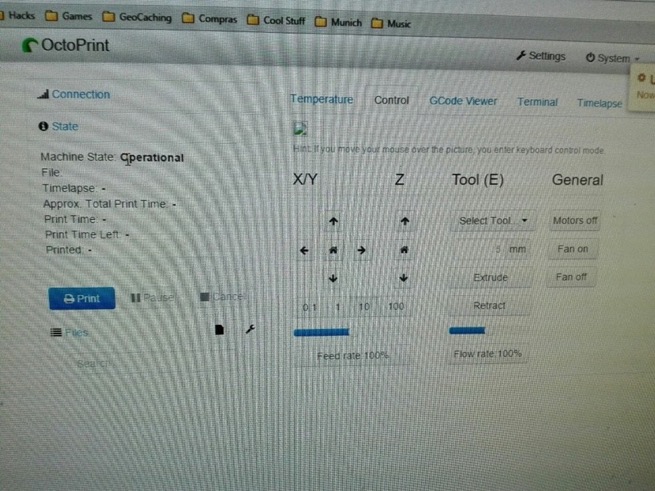 Hacks Games GeoCaching Compras Cool Stuff Munich Music
OctoPrint Settings System
Connection
State
Machine State: Operational
File:
Timelapse: -
Approx. Total Print Time: -
Print Time: -
Print Time Left: -
Printed: -
Print Pause Cancel
Files
Search
Temperature Control GCode Viewer Terminal Timelapse
Hint: If you move your mouse over the picture, you enter keyboard control mode.
X/Y Z Tool (E) General
Select Tool... Motors off
5 mm Fan on
Extrude Fan off
0.1 1 10 100 Retract
Feed rate:100% Flow rate:100%